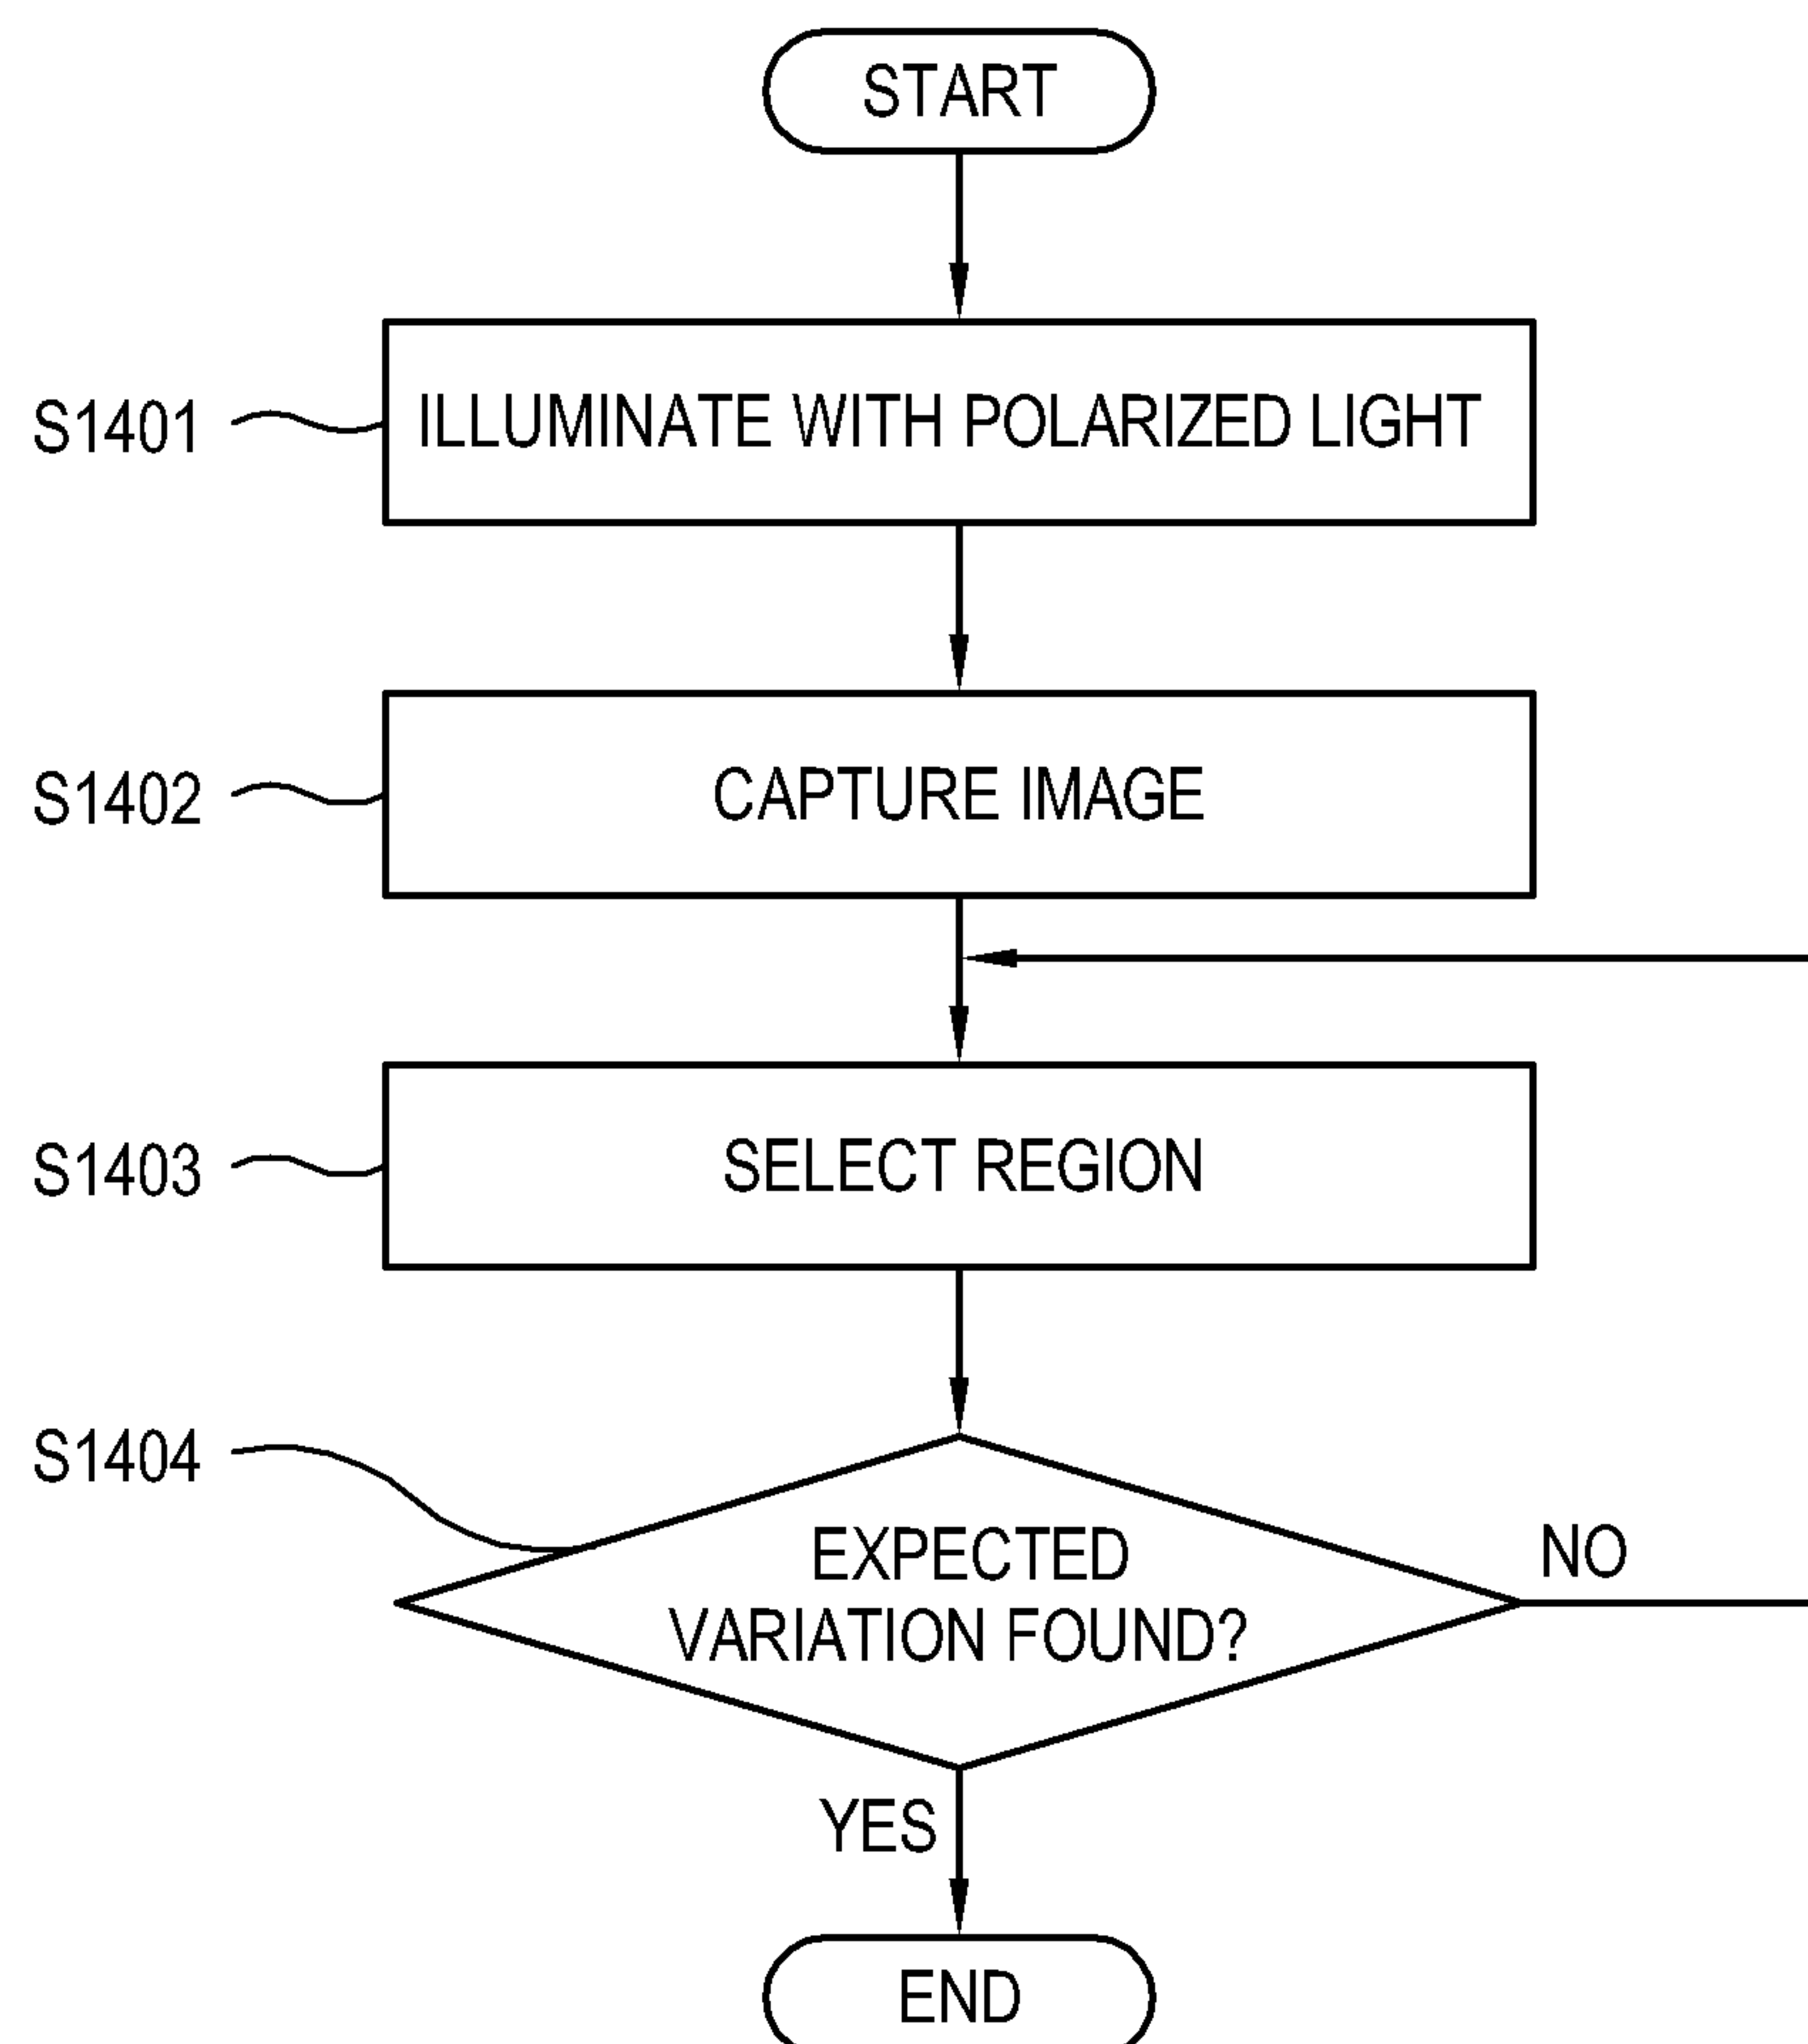 START
S1401
ILLUMINATE WITH POLARIZED LIGHT
S1402
CAPTURE IMAGE
S1403
SELECT REGION
S1404
EXPECTED
VARIATION FOUND?
NO
YES
END